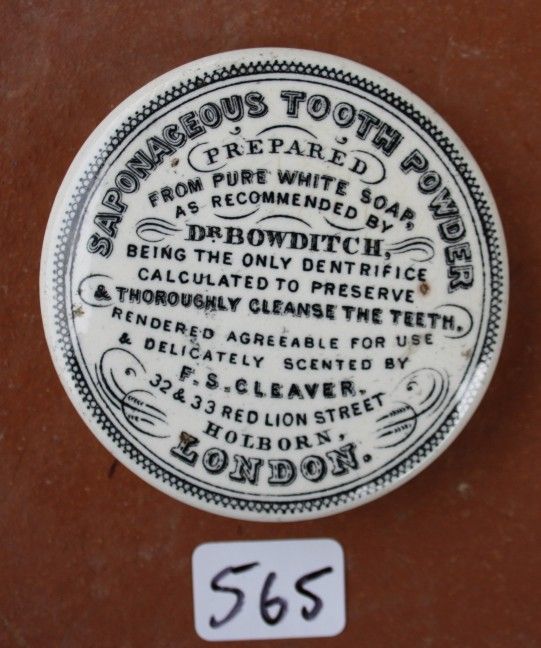 SAPONACEOUS TOOTH POWDER
PREPARED
FROM PURE WHITE SOAP,
AS RECOMMENDED BY
DR BOWDITCH,
BEING THE ONLY DENTRIFICE
CALCULATED TO PRESERVE
& THOROUGHLY CLEANSE THE TEETH,
RENDERED AGREEABLE FOR USE
& DELICATELY SCENTED BY
F. S. CLEAVER.
32 & 33 RED LION STREET
HOLBORN,
LONDON.
565